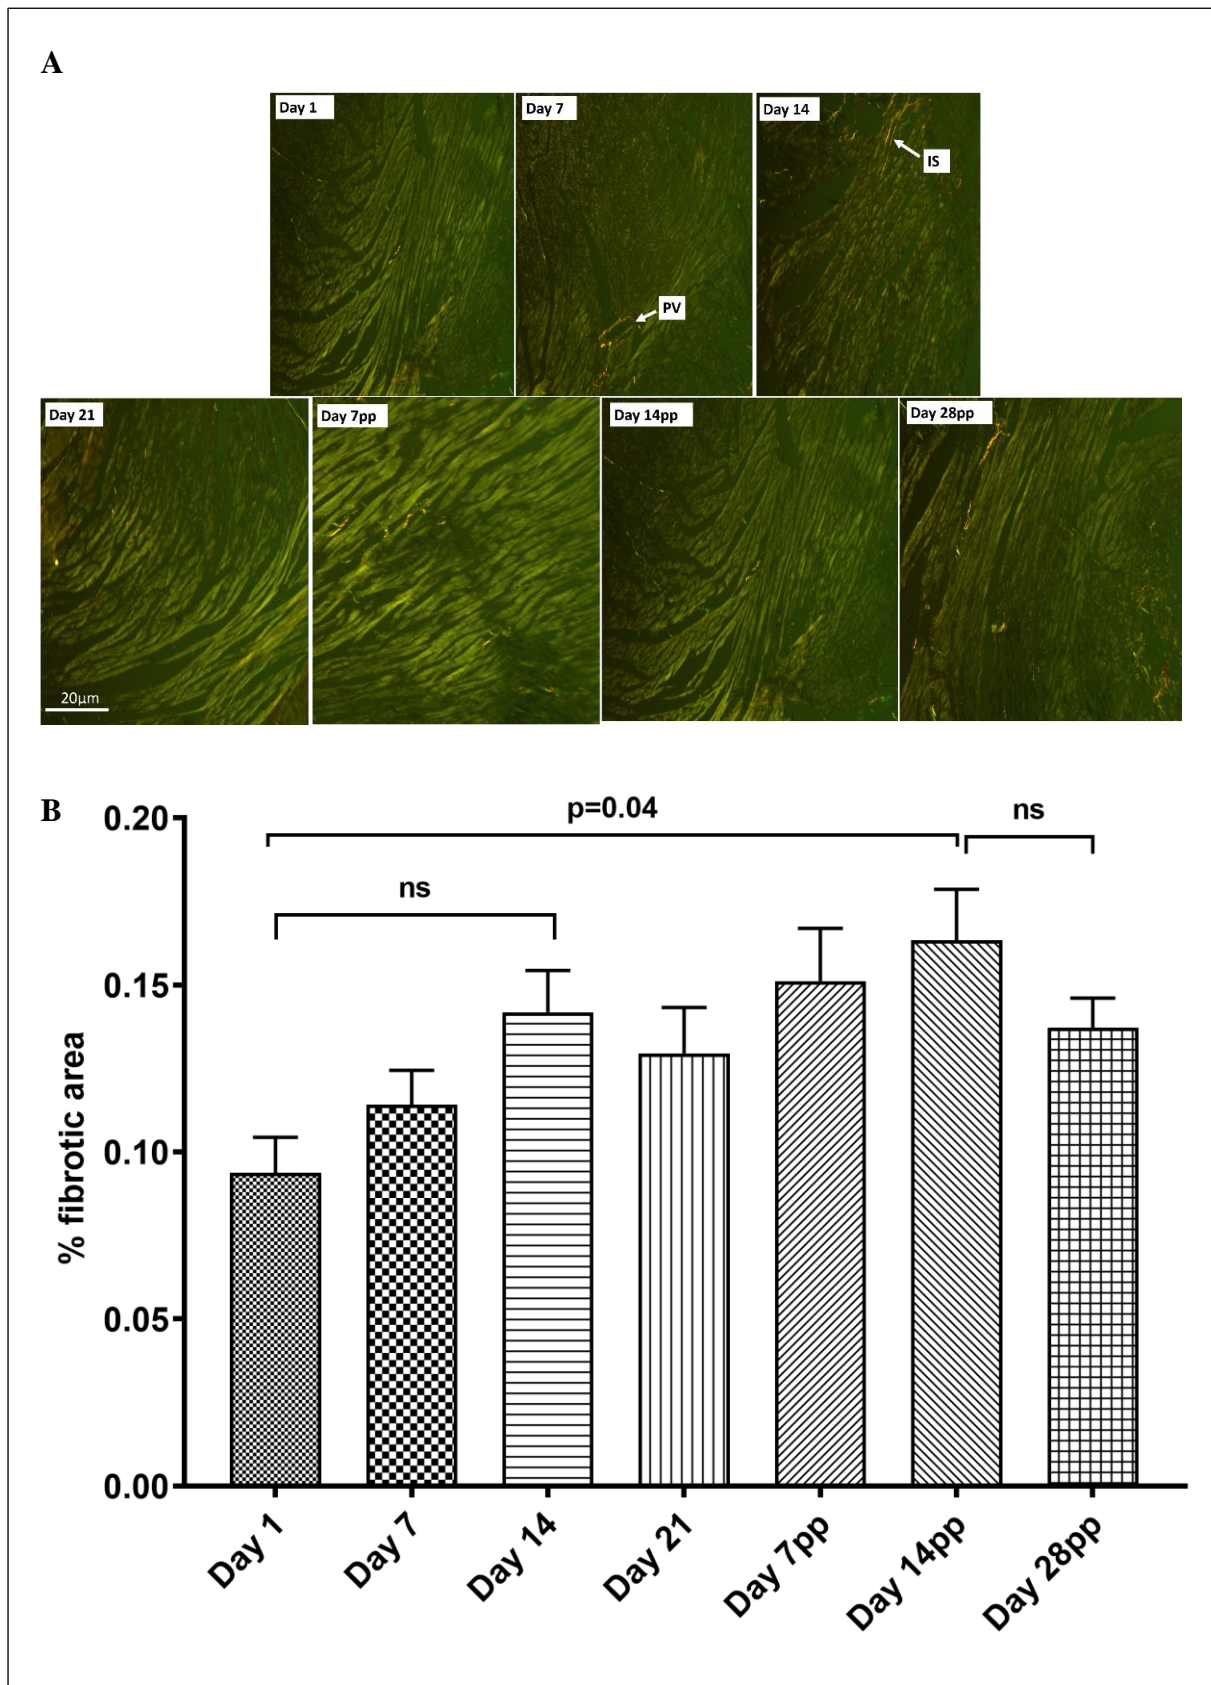 A
Day 1
Day 7
Day 14
IS
PV
Day 21
Day 7pp
Day 14pp
Day 28pp
20µm
B
p=0.04
ns
ns
0.20
0.15
0.10
0.05
0.00
% fibrotic area
Day 1
Day 7
Day 14
Day 21
Day 7pp
Day 14pp
Day 28pp